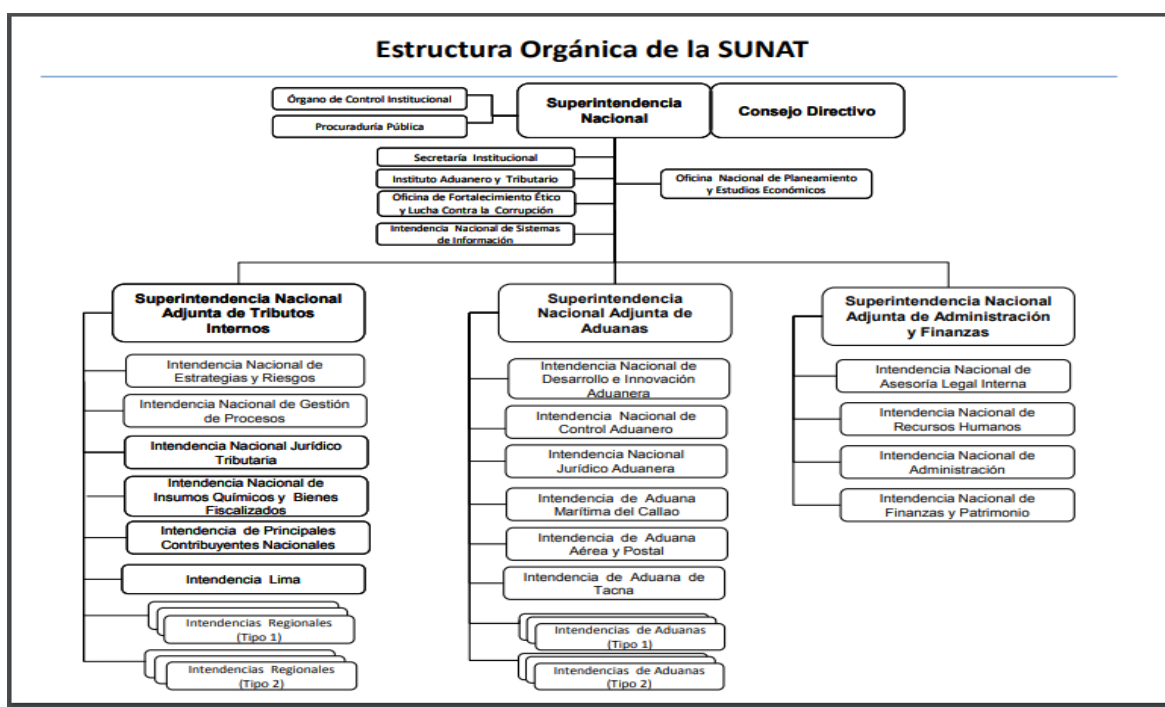 Estructura Orgánica de la SUNAT
Órgano de Control Institucional
Procuraduría Pública
Superintendencia
Nacional
Consejo Directivo
Secretaría Institucional
Instituto Aduanero y Tributario
Oficina de Fortalecimiento Ético
y Lucha Contra la Corrupción
Intendencia Nacional de Sistemas
de Información
Oficina Nacional de Planeamiento
y Estudios Económicos
Superintendencia Nacional
Adjunta de Tributos
Internos
Intendencia Nacional de
Estrategias y Riesgos
Intendencia Nacional de Gestión
de Procesos
Intendencia Nacional Jurídico
Tributaria
Intendencia Nacional de
Insumos Químicos y Bienes
Fiscalizados
Intendencia de Principales
Contribuyentes Nacionales
Intendencia Lima
Intendencias Regionales
(Tipo 1)
Intendencias Regionales
(Tipo 2)
Superintendencia
Nacional Adjunta de
Aduanas
Intendencia Nacional de
Desarrollo e Innovación
Aduanera
Intendencia Nacional de
Control Aduanero
Intendencia Nacional
Jurídico Aduanera
Intendencia de Aduana
Marítima del Callao
Intendencia de Aduana
Aérea y Postal
Intendencia de Aduana de
Tacna
Intendencias de Aduanas
(Tipo 1)
Intendencias de Aduanas
(Tipo 2)
Superintendencia Nacional
Adjunta de Administración
y Finanzas
Intendencia Nacional de
Asesoría Legal Interna
Intendencia Nacional de
Recursos Humanos
Intendencia Nacional de
Administración
Intendencia Nacional de
Finanzas y Patrimonio